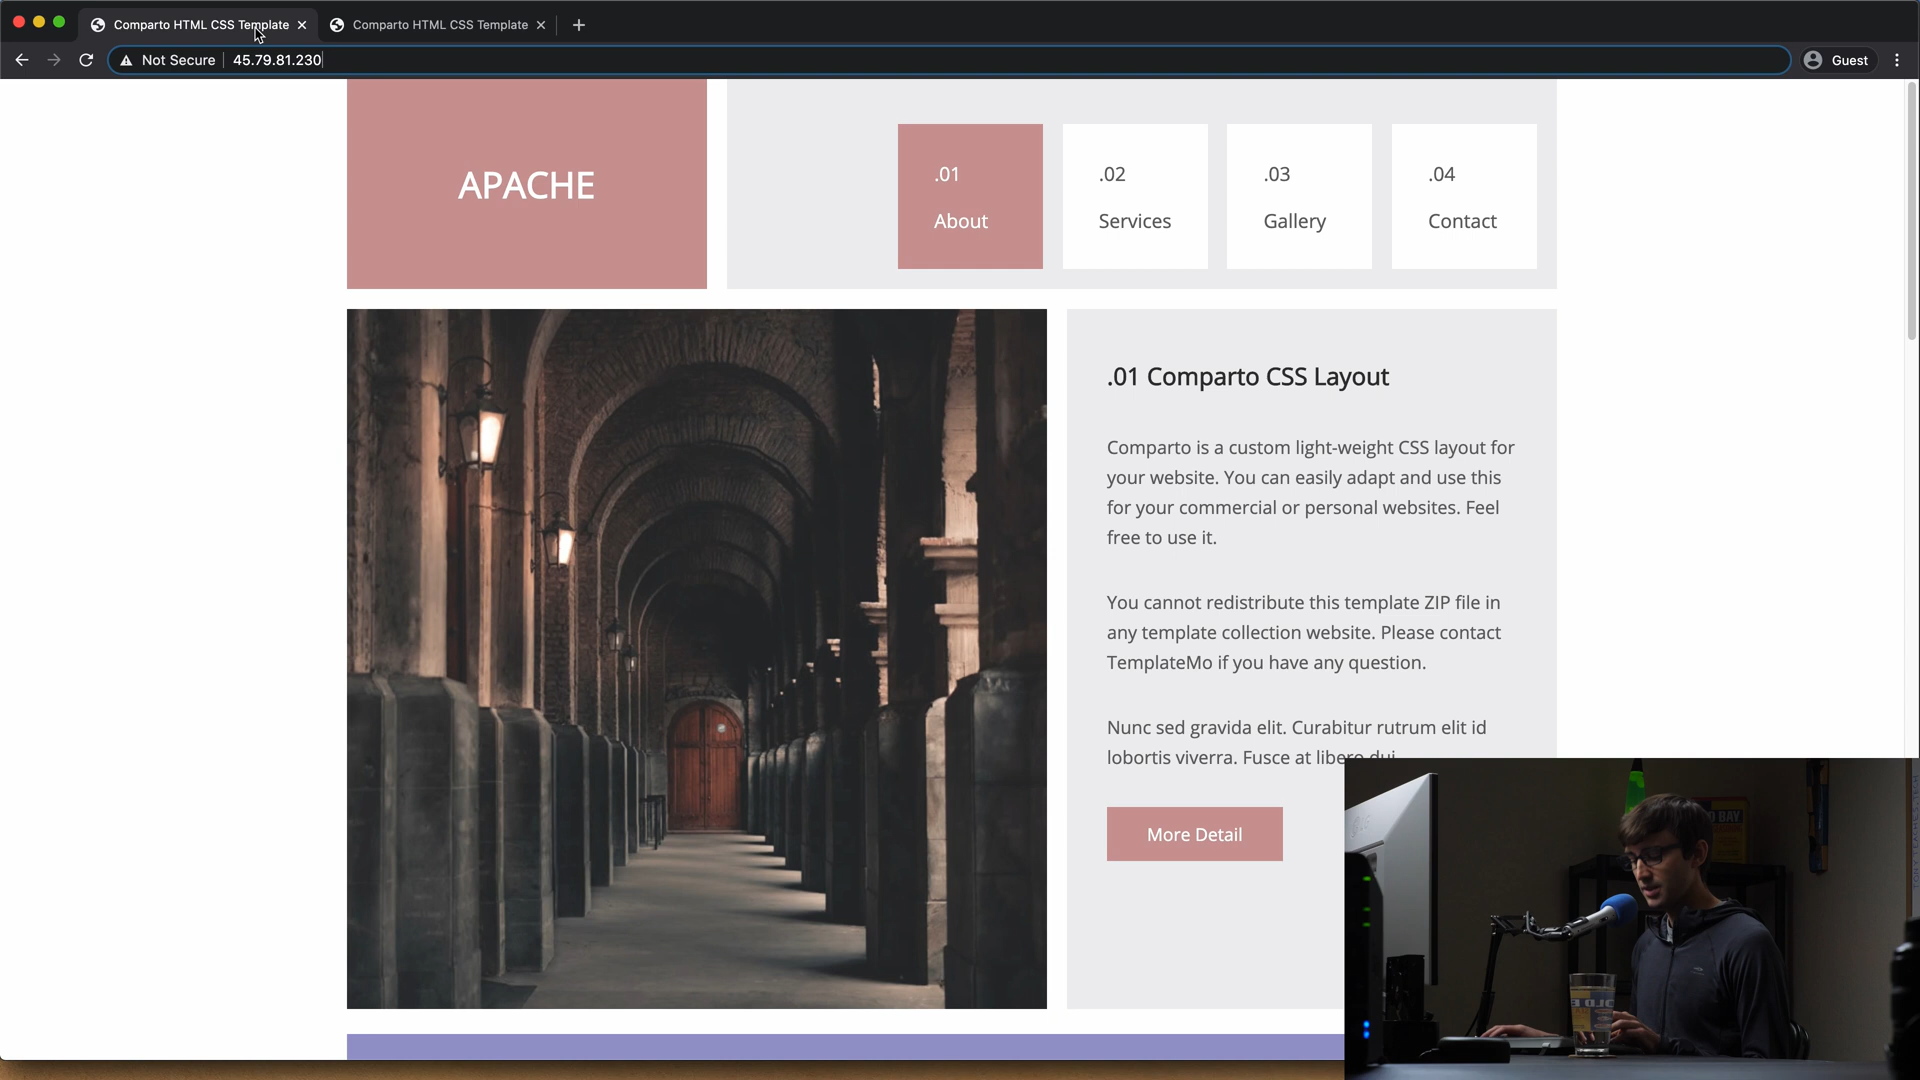 Comparto HTML CSS Template
Comparto HTML CSS Template
Not Secure
45.79.81.230
Guest
APACHE
.01
About
.02
Services
.03
Gallery
.04
Contact
.01 Comparto CSS Layout
Comparto is a custom light-weight CSS layout for
your website. You can easily adapt and use this
for your commercial or personal websites. Feel
free to use it.
You cannot redistribute this template ZIP file in
any template collection website. Please contact
TemplateMo if you have any question.
Nunc sed gravida elit. Curabitur rutrum elit id
lobortis viverra. Fusce at libero dui.
More Detail